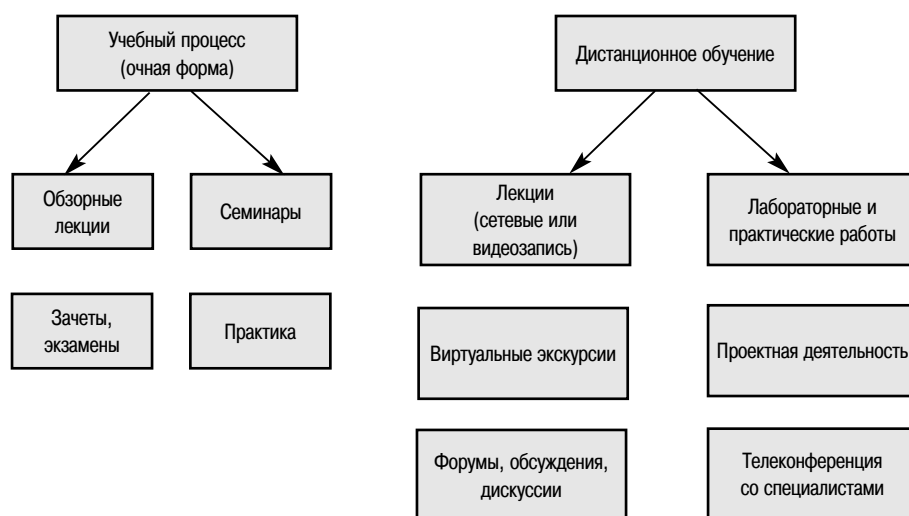 Учебный процесс
(очная форма)
Дистанционное обучение
Обзорные
лекции
Семинары
Лекции
(сетевые или
видеозапись)
Лабораторные и
практические работы
Зачеты,
экзамены
Практика
Виртуальные экскурсии
Проектная деятельность
Форумы, обсуждения,
дискуссии
Телеконференция
со специалистами